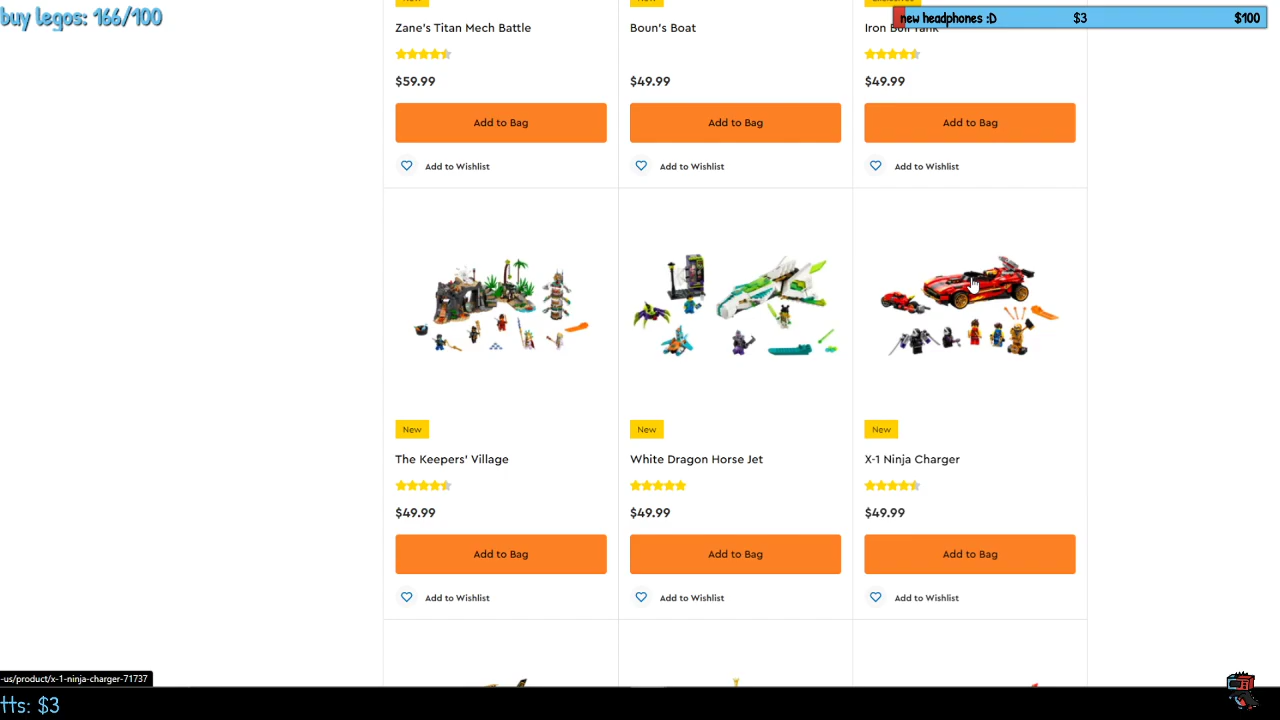 buy legos: 166/100
new headphones :D $3 $100
Zane's Titan Mech Battle
$59.99
Add to Bag
Add to Wishlist
Boun's Boat
$49.99
Add to Bag
Add to Wishlist
Iron Bull Tank
$49.99
Add to Bag
Add to Wishlist
New
The Keepers' Village
$49.99
Add to Bag
Add to Wishlist
New
White Dragon Horse Jet
$49.99
Add to Bag
Add to Wishlist
New
X-1 Ninja Charger
$49.99
Add to Bag
Add to Wishlist
-us/product/x-1-ninja-charger-71737
tts: $3